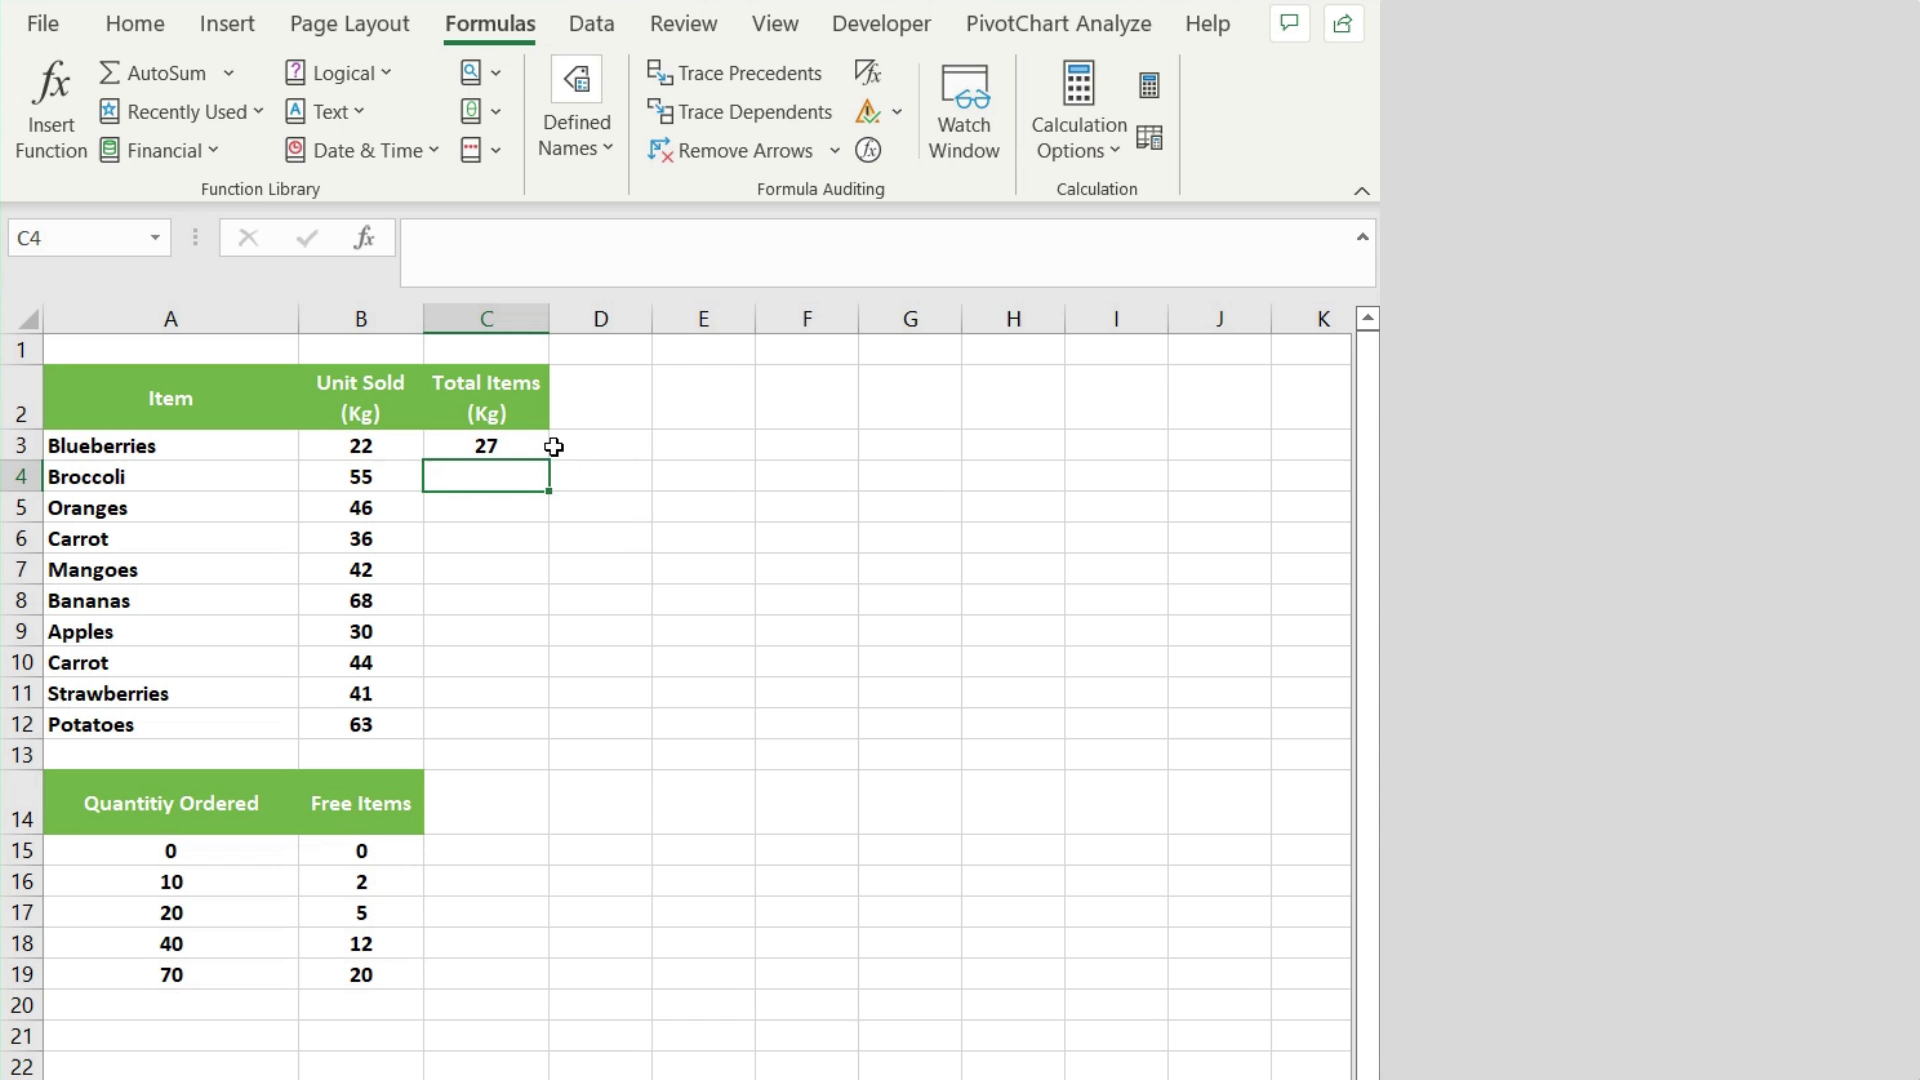 File Home Insert Page Layout Formulas Data Review View Developer PivotChart Analyze Help
fx Insert Function
AutoSum
Recently Used
Financial
Logical
Text
Date & Time
Function Library
Defined Names
Trace Precedents
Trace Dependents
Remove Arrows
Watch Window
Formula Auditing
Calculation Options
Calculation
C4 fx
A B C D E F G H I J K
1
2 Item Unit Sold (Kg) Total Items (Kg)
3 Blueberries 22 27
4 Broccoli 55
5 Oranges 46
6 Carrot 36
7 Mangoes 42
8 Bananas 68
9 Apples 30
10 Carrot 44
11 Strawberries 41
12 Potatoes 63
13
14 Quantitiy Ordered Free Items
15 0 0
16 10 2
17 20 5
18 40 12
19 70 20
20
21
22